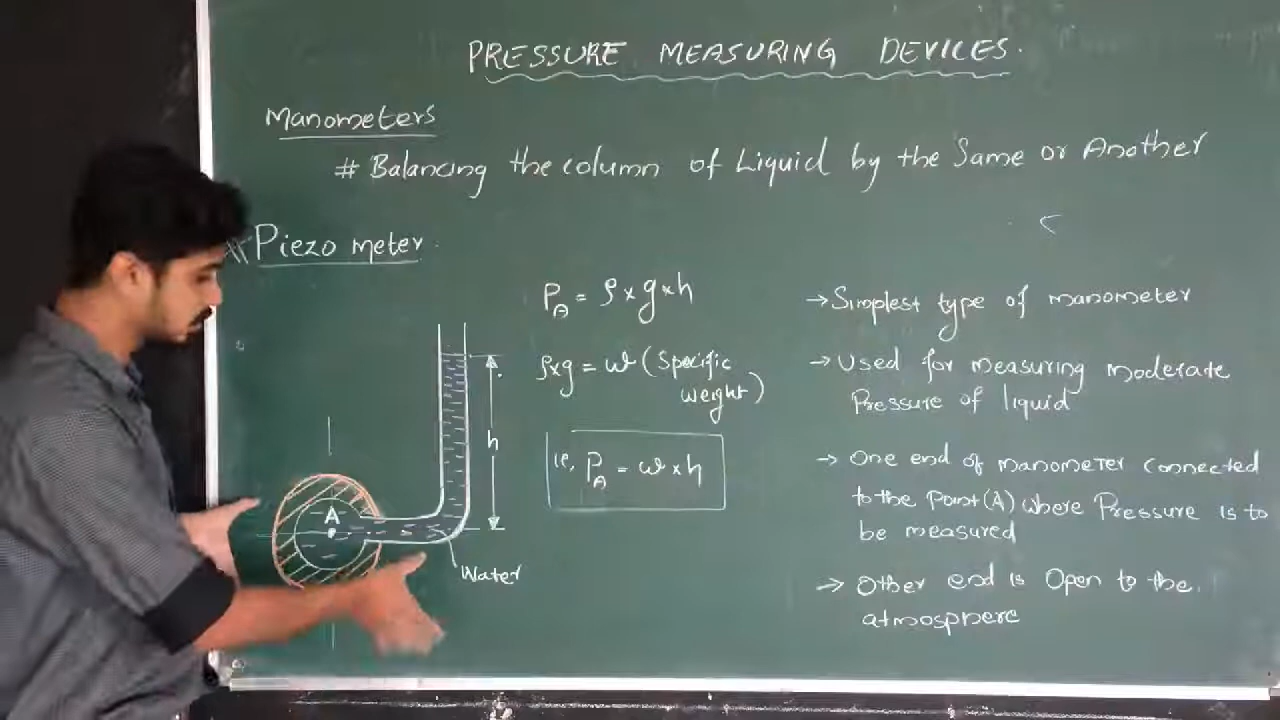 PRESSURE MEASURING DEVICES.
Manometers
# Balancing the column of Liquid by the Same or Another
Piezo meter.
P_A = ρ x g x h
ρxg = w (Specific
weight)
ie, P_A = w x h
→ Simplest type of manometer
→ Used for measuring moderate
Pressure of liquid
→ One end of manometer connected
to the point (A) where Pressure is to
be measured
→ Other end is Open to the
atmosphere
h
A
Water